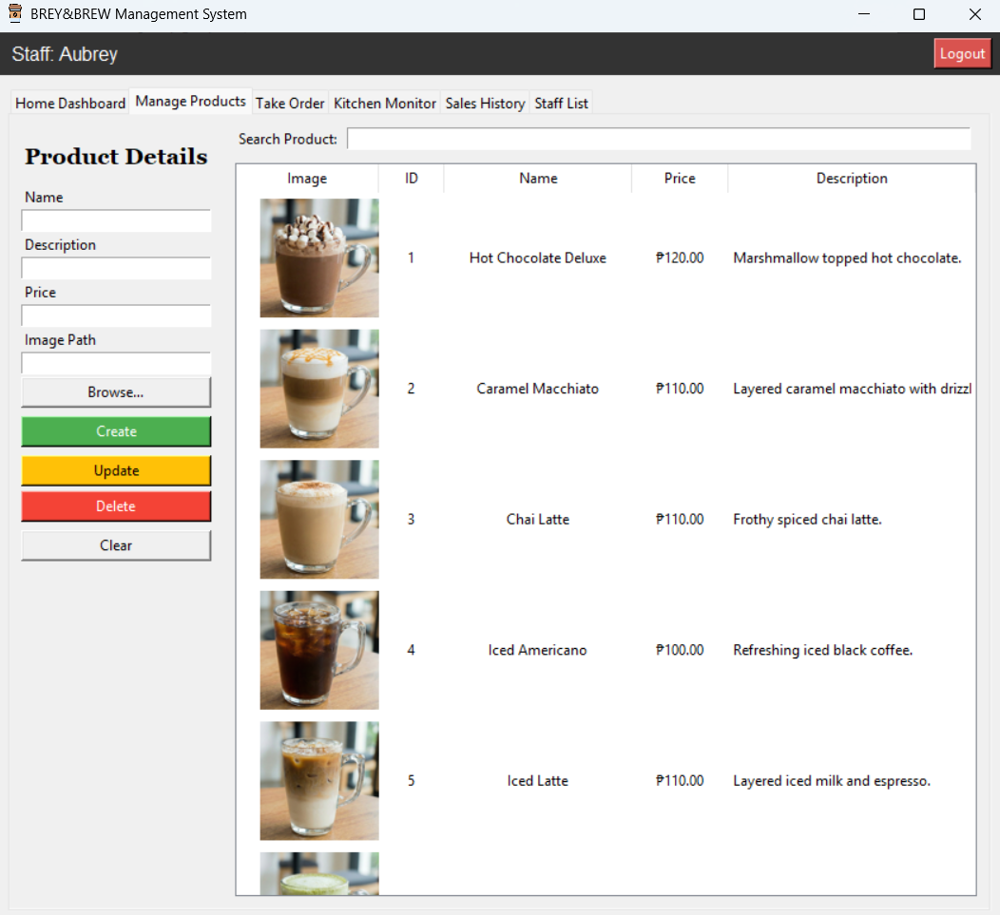 BREY&BREW Management System
Staff: Aubrey
Logout
Home Dashboard Manage Products Take Order Kitchen Monitor Sales History Staff List
Product Details
Name
Description
Price
Image Path
Browse...
Create
Update
Delete
Clear
Search Product:
Image ID Name Price Description
1 Hot Chocolate Deluxe ₱120.00 Marshmallow topped hot chocolate.
2 Caramel Macchiato ₱110.00 Layered caramel macchiato with drizzl
3 Chai Latte ₱110.00 Frothy spiced chai latte.
4 Iced Americano ₱100.00 Refreshing iced black coffee.
5 Iced Latte ₱110.00 Layered iced milk and espresso.